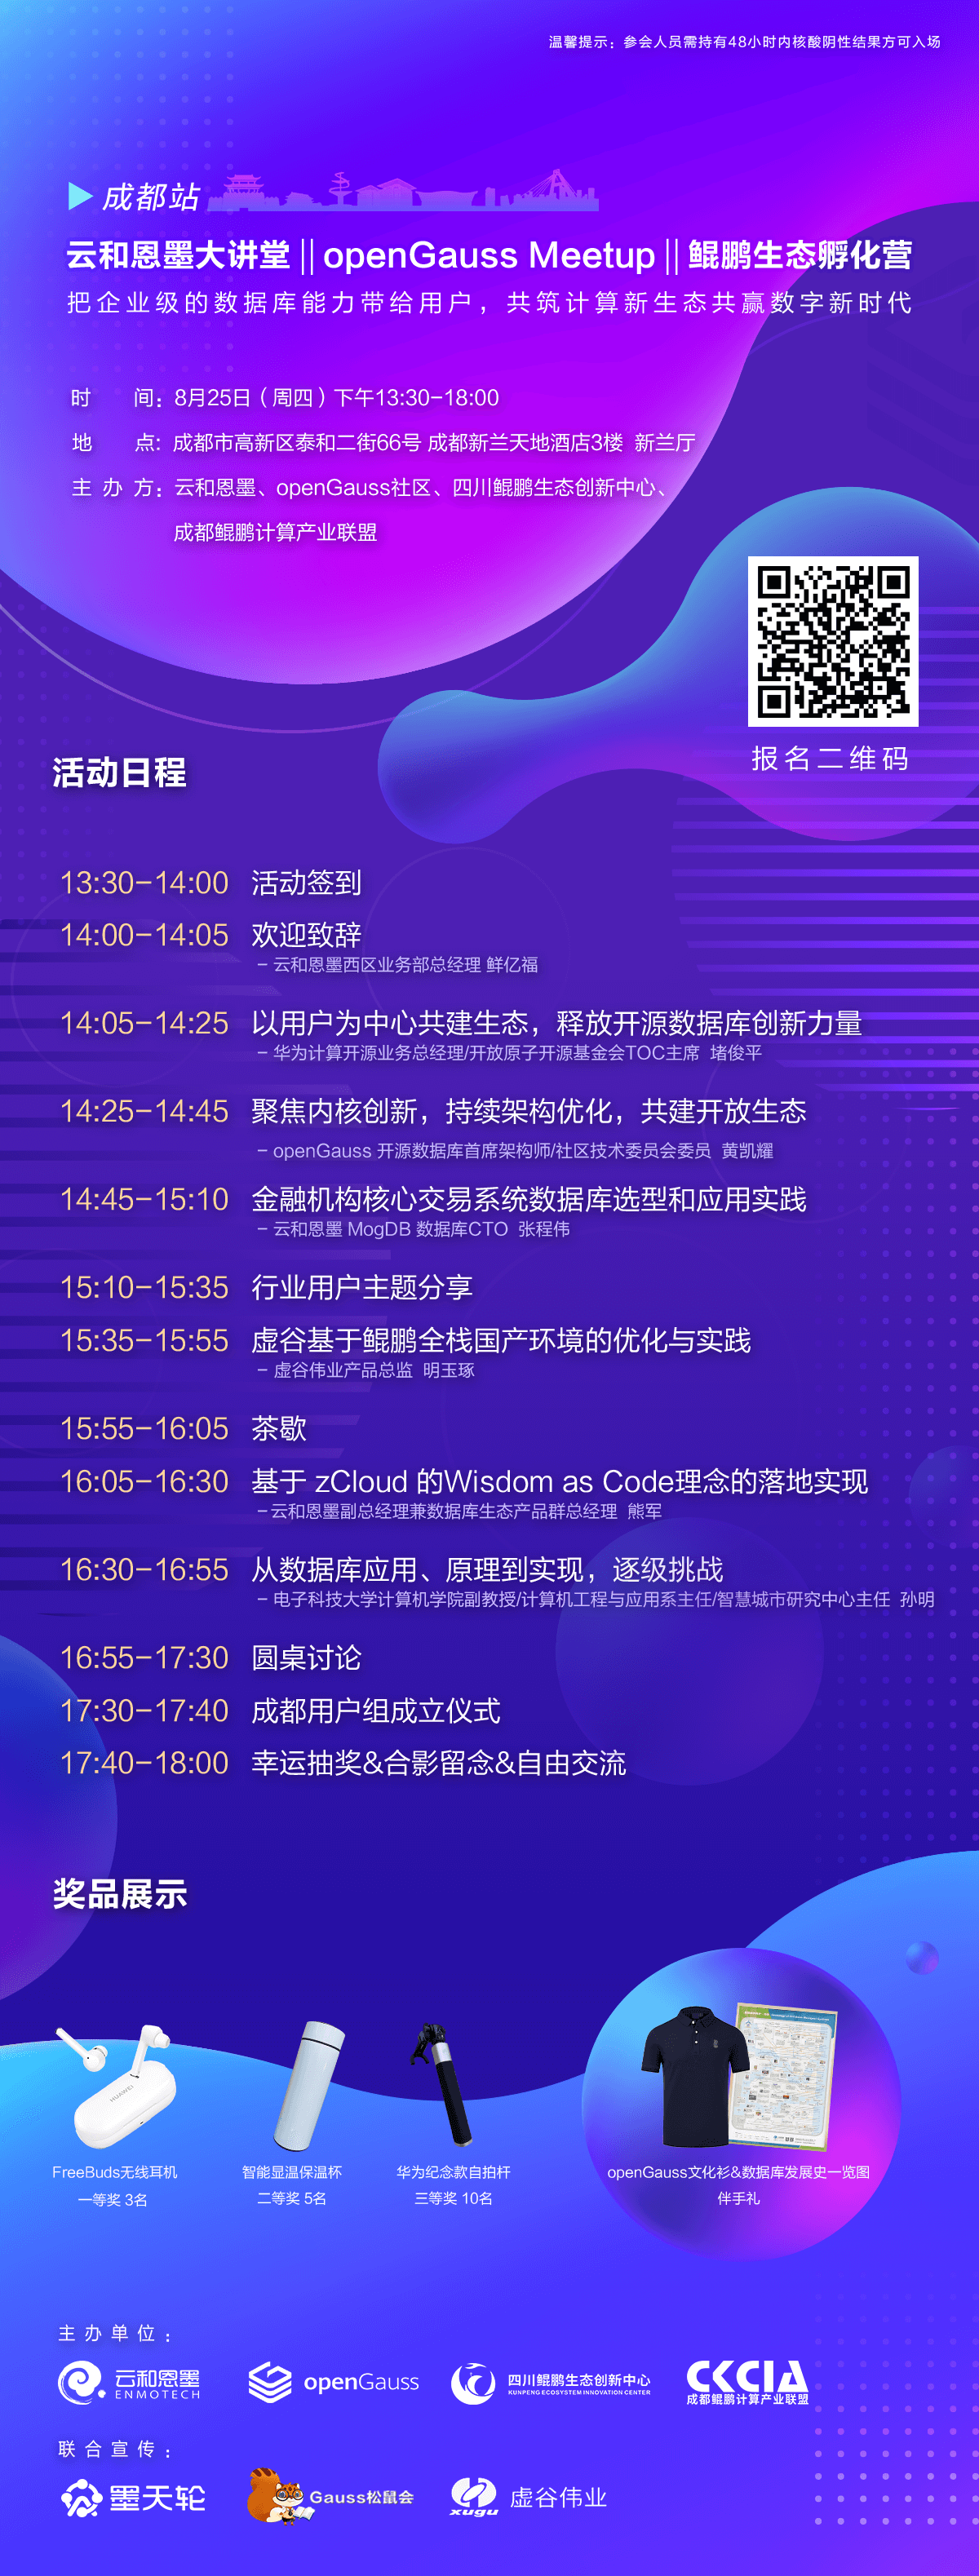 温馨提示：参会人员需持有48小时内核酸阴性结果方可入场
成都站
云和恩墨大讲堂||openGauss Meetup||鲲鹏生态孵化营
把企业级的数据库能力带给用户，共筑计算新生态共赢数字新时代
时间：8月25日（周四）下午13:30-18:00
地点：成都市高新区泰和二街66号 成都新兰天地酒店3楼 新兰厅
主办方：云和恩墨、openGauss社区、四川鲲鹏生态创新中心、
成都鲲鹏计算产业联盟
报名二维码
活动日程
13:30-14:00 活动签到
14:00-14:05 欢迎致辞
- 云和恩墨西区业务部总经理 鲜亿福
14:05-14:25 以用户为中心共建生态，释放开源数据库创新力量
- 华为计算开源业务总经理/开放原子开源基金会TOC主席 堵俊平
14:25-14:45 聚焦内核创新，持续架构优化，共建开放生态
- openGauss 开源数据库首席架构师/社区技术委员会委员 黄凯耀
14:45-15:10 金融机构核心交易系统数据库选型和应用实践
- 云和恩墨 MogDB 数据库CTO 张程伟
15:10-15:35 行业用户主题分享
15:35-15:55 虚谷基于鲲鹏全栈国产环境的优化与实践
- 虚谷伟业产品总监 明玉琢
15:55-16:05 茶歇
16:05-16:30 基于 zCloud 的Wisdom as Code理念的落地实现
- 云和恩墨副总经理兼数据库生态产品群总经理 熊军
16:30-16:55 从数据库应用、原理到实现，逐级挑战
- 电子科技大学计算机学院副教授/计算机工程与应用系主任/智慧城市研究中心主任 孙明
16:55-17:30 圆桌讨论
17:30-17:40 成都用户组成立仪式
17:40-18:00 幸运抽奖&合影留念&自由交流
奖品展示
HUAWEI
FreeBuds无线耳机
一等奖 3名
智能显温保温杯
二等奖 5名
华为纪念款自拍杆
三等奖 10名
openGauss文化衫&数据库发展史一览图
伴手礼
主办单位：
云和恩墨
ENMOTECH
openGauss
四川鲲鹏生态创新中心
KUNPENG ECOSYSTEM INNOVATION CENTER
CKCIA
成都鲲鹏计算产业联盟
联合宣传：
墨天轮
Gauss松鼠会
xugu
虚谷伟业